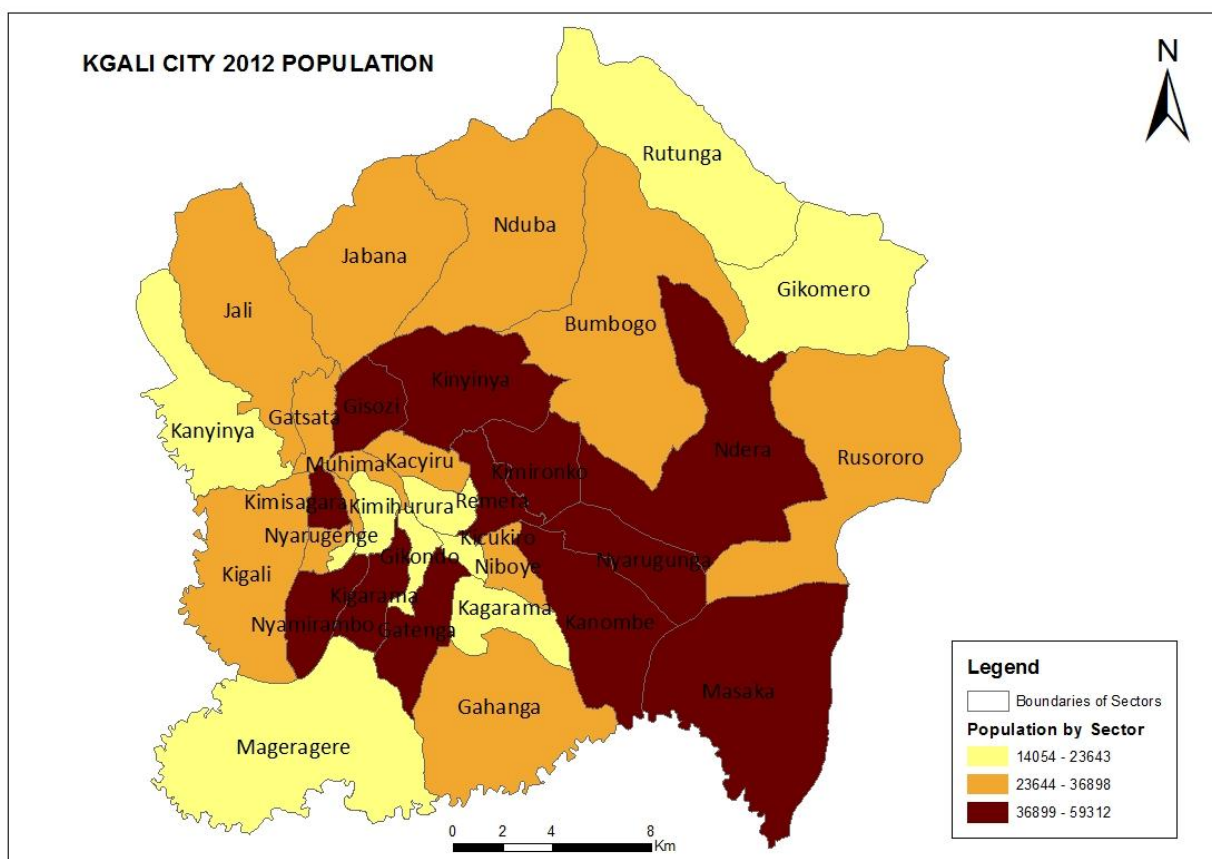 KGALI CITY 2012 POPULATION
N
Rutunga
Nduba
Jabana
Gikomero
Jali
Bumbogo
Kinyinya
Gisozi
Gatsata
Kanyinya
Ndera
Rusororo
Muhima
Kacyiru
Kimironko
Kimisagara
Kimihurura
Remera
Nyarugenge
Kicukiro
Gikondo
Nyarugunga
Niboye
Kigali
Kigarama
Kagarama
Nyamirambo
Gatenga
Kanombe
Masaka
Gahanga
Mageragere
Legend
Boundaries of Sectors
Population by Sector
14054 - 23643
23644 - 36898
36899 - 59312
0 2 4 8
Km